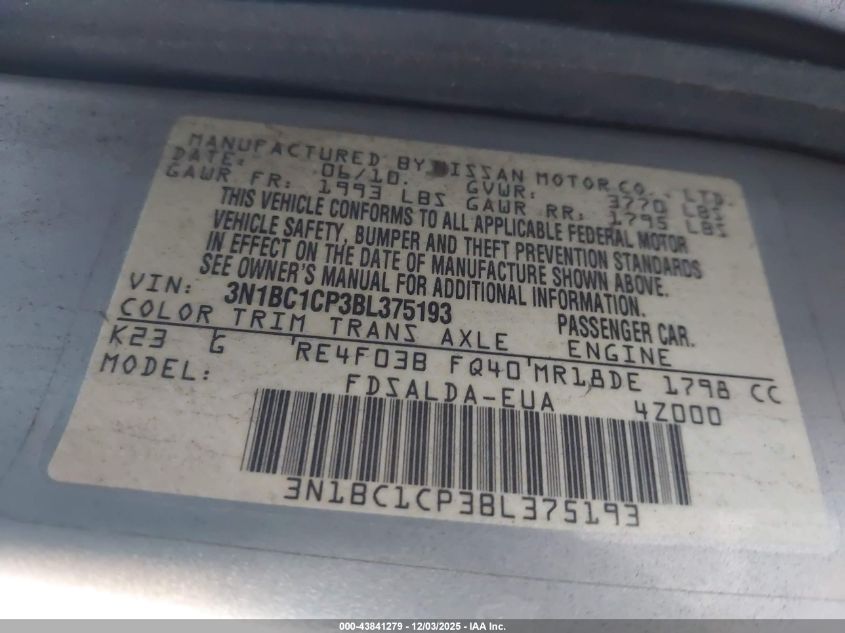 MANUFACTURED BY NISSAN MOTOR CO., LTD.
DATE: 06/10. GVWR: 3770 LBS
GAWR FR: 1993 LBS GAWR RR: 1795 LBS
THIS VEHICLE CONFORMS TO ALL APPLICABLE FEDERAL MOTOR
VEHICLE SAFETY, BUMPER AND THEFT PREVENTION STANDARDS
IN EFFECT ON THE DATE OF MANUFACTURE SHOWN ABOVE.
SEE OWNER'S MANUAL FOR ADDITIONAL INFORMATION.
VIN: 3N1BC1CP3BL375193 PASSENGER CAR.
COLOR TRIM TRANS AXLE ENGINE
K23 G RE4F03B FQ40 MR18DE 1798 CC
MODEL: FDSALDA-EUA 4Z000
3N1BC1CP3BL375193
000-43841279 - 12/03/2025 - IAA Inc.